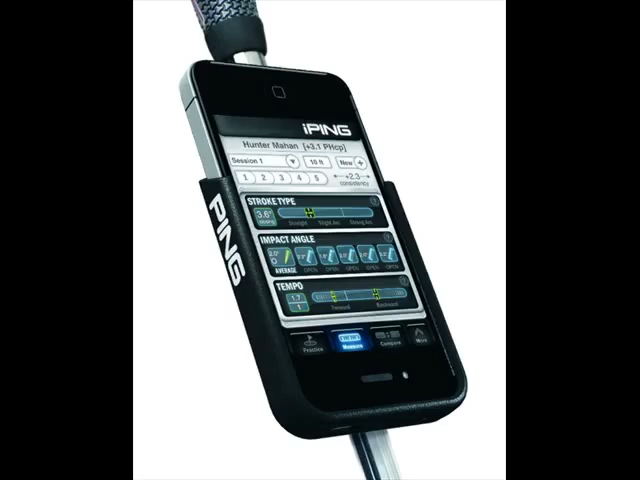 iPING
Hunter Mahan [+3.1 PHcp]
Session 1 10 ft New +
1 2 3 4 5 +2.3
consistency
PING
STROKE TYPE
3.6°
Straight Slight Arc Strong Arc
IMPACT ANGLE
2.0°
AVERAGE OPEN OPEN OPEN OPEN OPEN
TEMPO
1.7
1
Forward Backward
Practice Measure Compare More